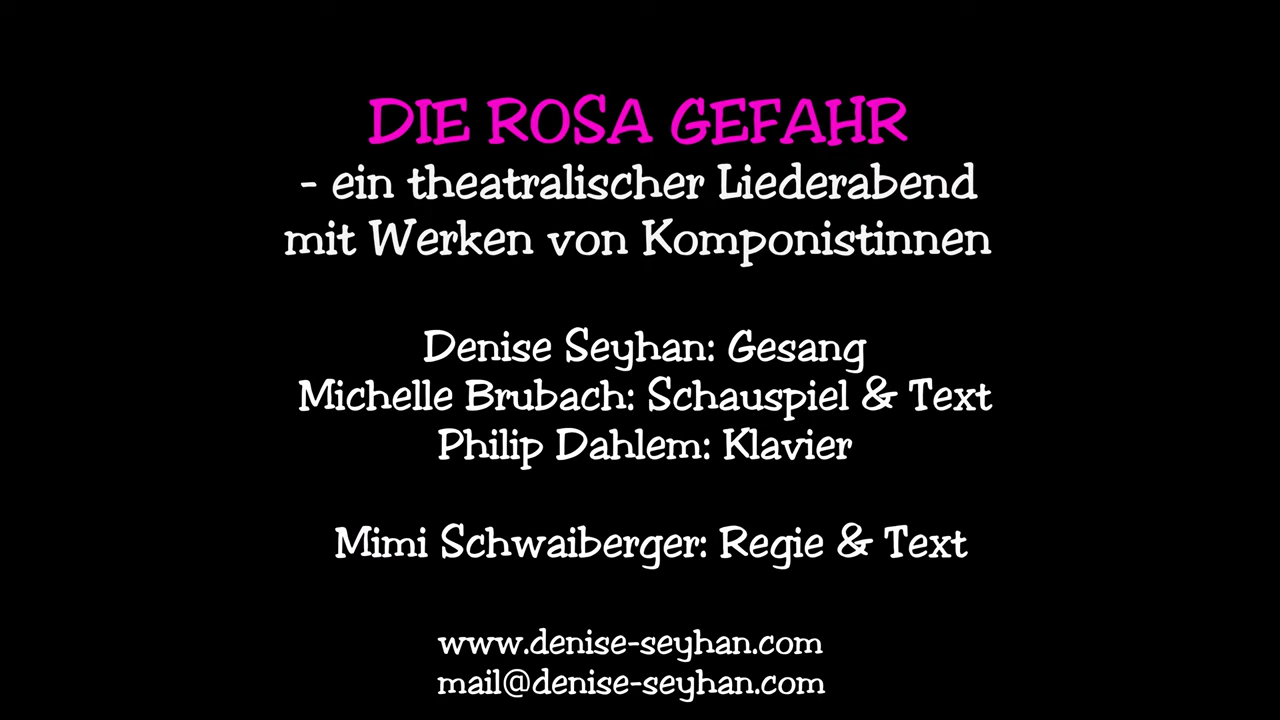 DIE ROSA GEFAHR
- ein theatralischer Liederabend
mit Werken von Komponistinnen
Denise Seyhan: Gesang
Michelle Brubach: Schauspiel & Text
Philip Dahlem: Klavier
Mimi Schwaiberger: Regie & Text
www.denise-seyhan.com
mail@denise-seyhan.com